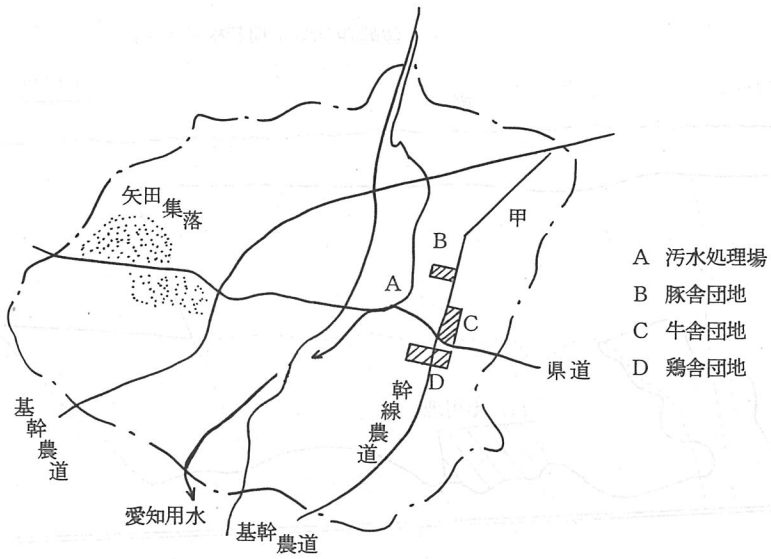 矢田集落
甲
B
A
C
D
県道
幹線農道
基幹農道
愛知用水
基幹農道
A 汚水処理場
B 豚舎団地
C 牛舎団地
D 鶏舎団地